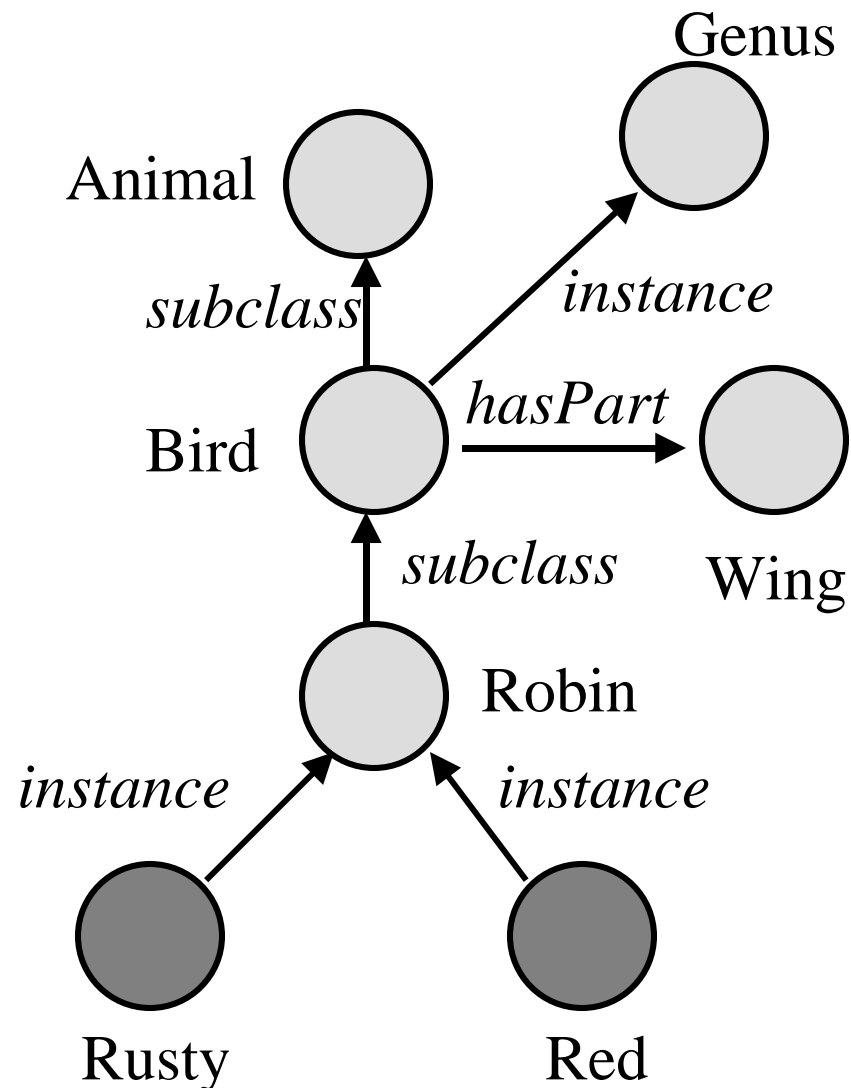 Genus
Animal
subclass
instance
hasPart
Bird
subclass
Wing
Robin
instance
instance
Rusty
Red